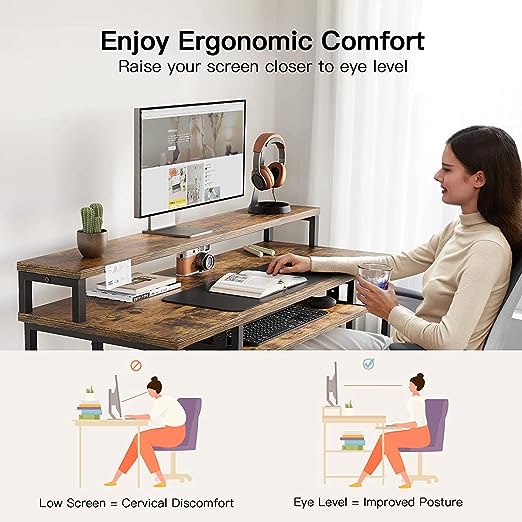 Enjoy Ergonomic Comfort
Raise your screen closer to eye level
Low Screen = Cervical Discomfort
Eye Level = Improved Posture